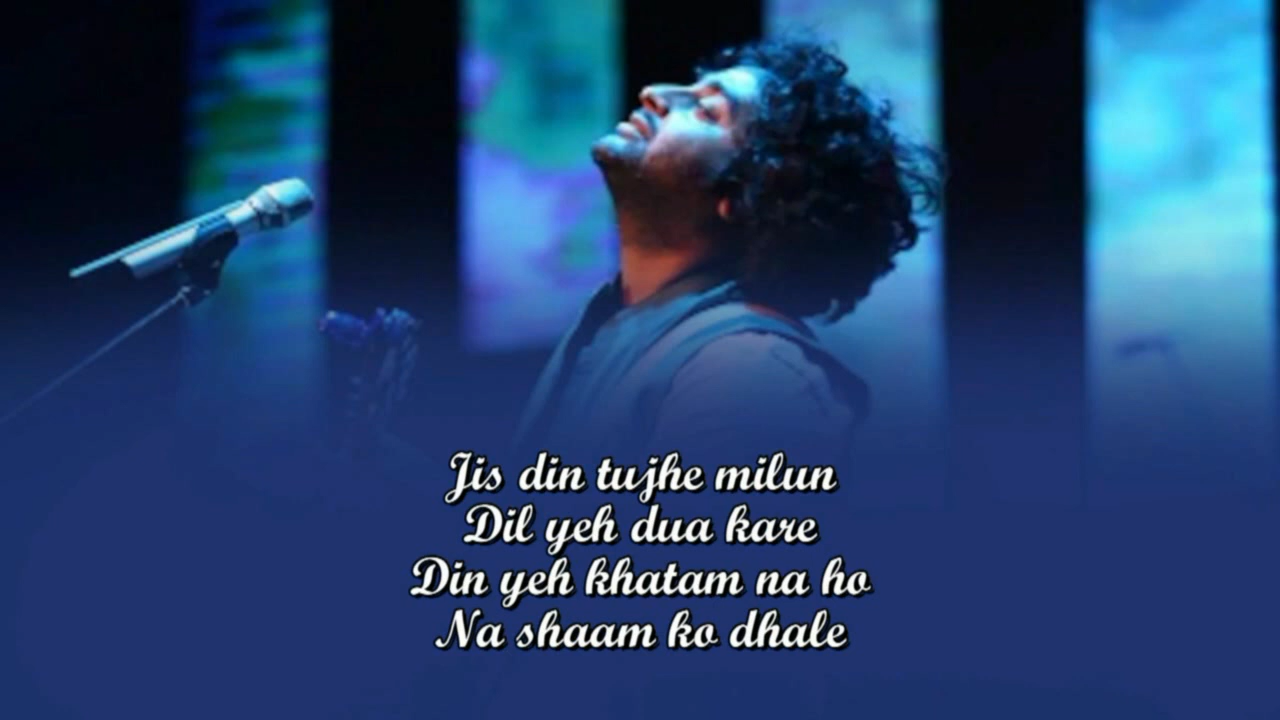 Jis din tujhe milun
Dil yeh dua kare
Din yeh khatam na ho
Na shaam ko dhale